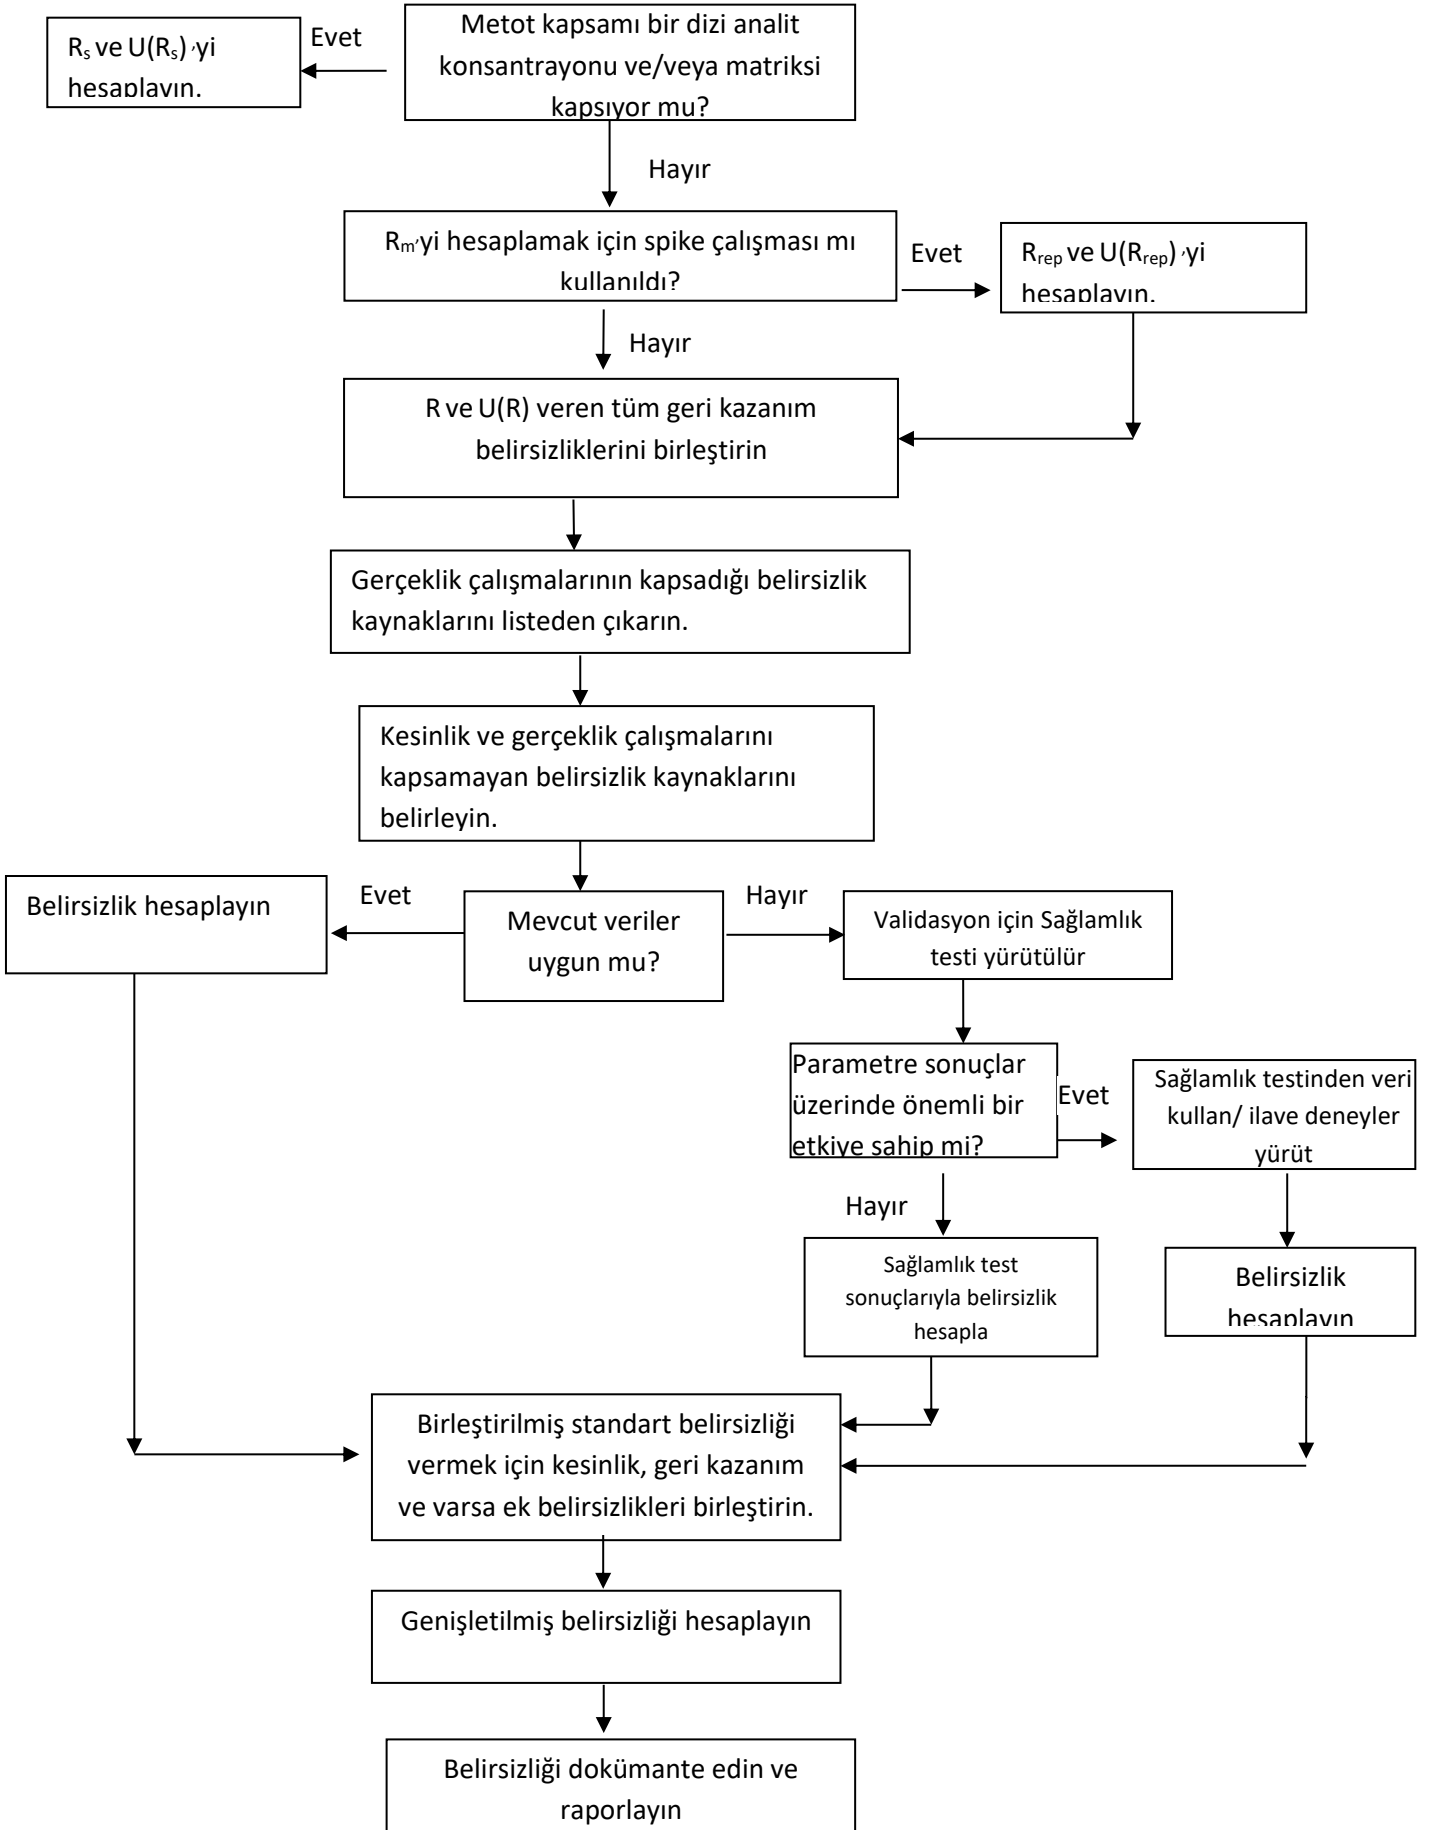 Metot kapsamı bir dizi analit
konsantrayonu ve/veya matriksi
kapsıyor mu?
Evet
Rs ve U(Rs) ’yi
hesaplayın.
Hayır
Rm’yi hesaplamak için spike çalışması mı
kullanıldı?
Evet
Rrep ve U(Rrep) ’yi
hesaplayın.
Hayır
R ve U(R) veren tüm geri kazanım
belirsizliklerini birleştirin
Gerçeklik çalışmalarının kapsadığı belirsizlik
kaynaklarını listeden çıkarın.
Kesinlik ve gerçeklik çalışmalarını
kapsamayan belirsizlik kaynaklarını
belirleyin.
Mevcut veriler
uygun mu?
Evet
Belirsizlik hesaplayın
Hayır
Validasyon için Sağlamlık
testi yürütülür
Parametre sonuçlar
üzerinde önemli bir
etkiye sahip mi?
Evet
Sağlamlık testinden veri
kullan/ ilave deneyler
yürüt
Hayır
Sağlamlık test
sonuçlarıyla belirsizlik
hesapla
Belirsizlik
hesaplayın
Birleştirilmiş standart belirsizliği
vermek için kesinlik, geri kazanım
ve varsa ek belirsizlikleri birleştirin.
Genişletilmiş belirsizliği hesaplayın
Belirsizliği dokümante edin ve
raporlayın